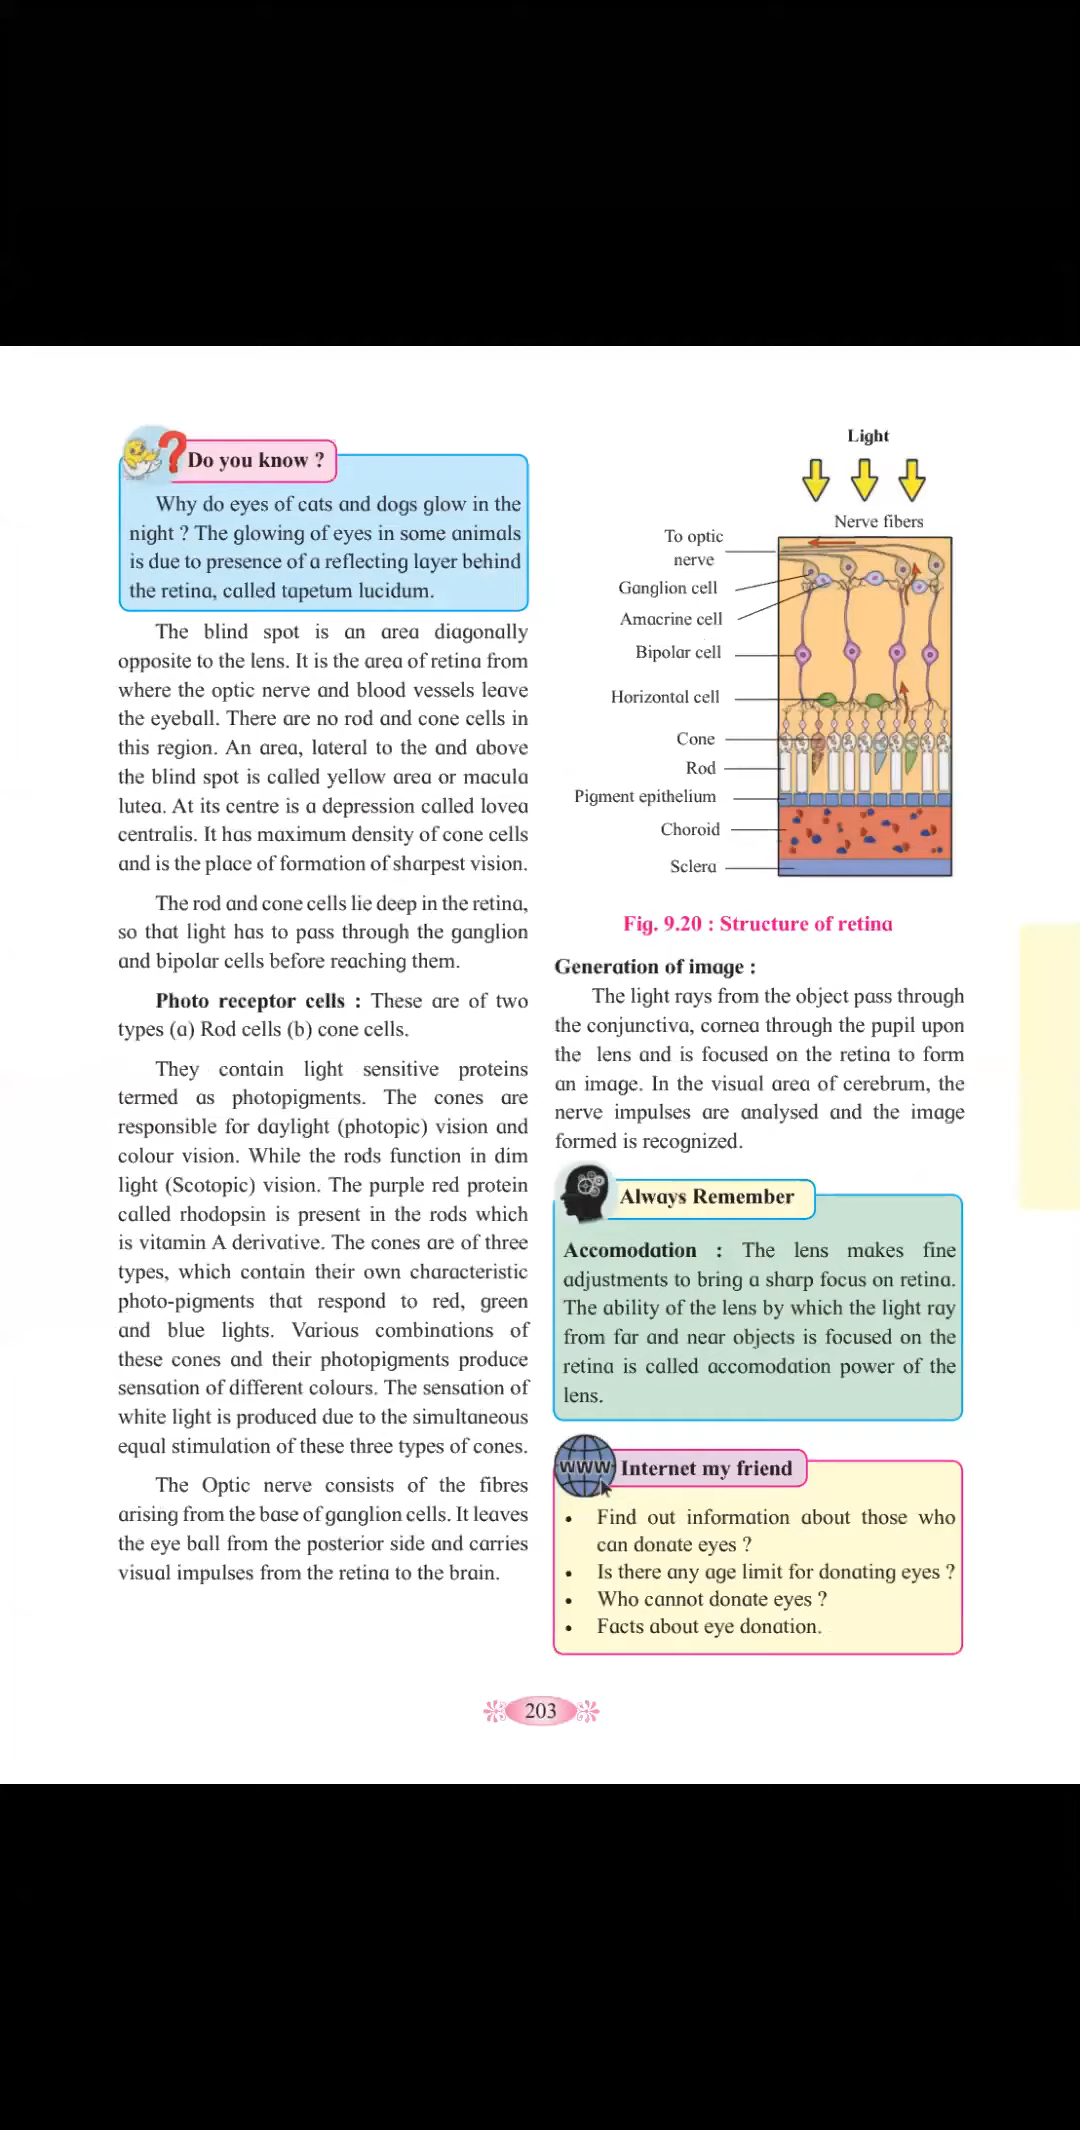 Do you know ?
Why do eyes of cats and dogs glow in the
night ? The glowing of eyes in some animals
is due to presence of a reflecting layer behind
the retina, called tapetum lucidum.
The blind spot is an area diagonally
opposite to the lens. It is the area of retina from
where the optic nerve and blood vessels leave
the eyeball. There are no rod and cone cells in
this region. An area, lateral to the and above
the blind spot is called yellow area or macula
lutea. At its centre is a depression called lovea
centralis. It has maximum density of cone cells
and is the place of formation of sharpest vision.
The rod and cone cells lie deep in the retina,
so that light has to pass through the ganglion
and bipolar cells before reaching them.
Photo receptor cells : These are of two
types (a) Rod cells (b) cone cells.
They contain light sensitive proteins
termed as photopigments. The cones are
responsible for daylight (photopic) vision and
colour vision. While the rods function in dim
light (Scotopic) vision. The purple red protein
called rhodopsin is present in the rods which
is vitamin A derivative. The cones are of three
types, which contain their own characteristic
photo-pigments that respond to red, green
and blue lights. Various combinations of
these cones and their photopigments produce
sensation of different colours. The sensation of
white light is produced due to the simultaneous
equal stimulation of these three types of cones.
The Optic nerve consists of the fibres
arising from the base of ganglion cells. It leaves
the eye ball from the posterior side and carries
visual impulses from the retina to the brain.
Light
Nerve fibers
To optic
nerve
Ganglion cell
Amacrine cell
Bipolar cell
Horizontal cell
Cone
Rod
Pigment epithelium
Choroid
Sclera
Fig. 9.20 : Structure of retina
Generation of image :
The light rays from the object pass through
the conjunctiva, cornea through the pupil upon
the lens and is focused on the retina to form
an image. In the visual area of cerebrum, the
nerve impulses are analysed and the image
formed is recognized.
Always Remember
Accomodation : The lens makes fine
adjustments to bring a sharp focus on retina.
The ability of the lens by which the light ray
from far and near objects is focused on the
retina is called accomodation power of the
lens.
WWW
Internet my friend
• Find out information about those who
can donate eyes ?
• Is there any age limit for donating eyes ?
• Who cannot donate eyes ?
• Facts about eye donation.
203